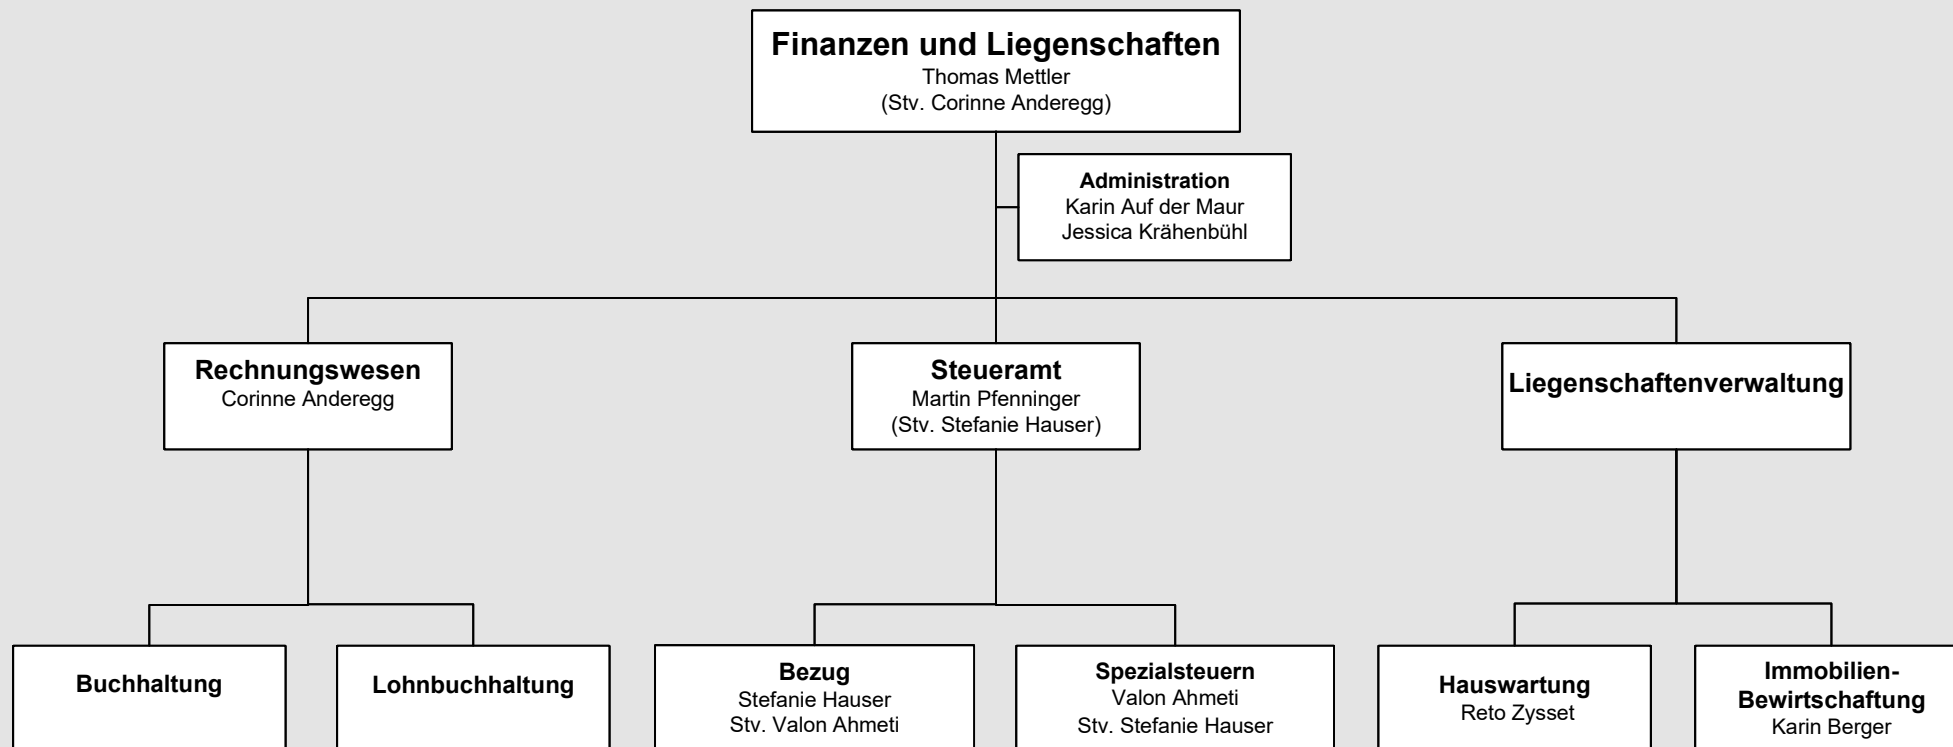 Finanzen und Liegenschaften
Thomas Mettler
(Stv. Corinne Anderegg)
Administration
Karin Auf der Maur
Jessica Krähenbühl
Rechnungswesen
Corinne Anderegg
Steueramt
Martin Pfenninger
(Stv. Stefanie Hauser)
Liegenschaftenverwaltung
Buchhaltung
Lohnbuchhaltung
Bezug
Stefanie Hauser
Stv. Valon Ahmeti
Spezialsteuern
Valon Ahmeti
Stv. Stefanie Hauser
Hauswartung
Reto Zysset
Immobilien-
Bewirtschaftung
Karin Berger